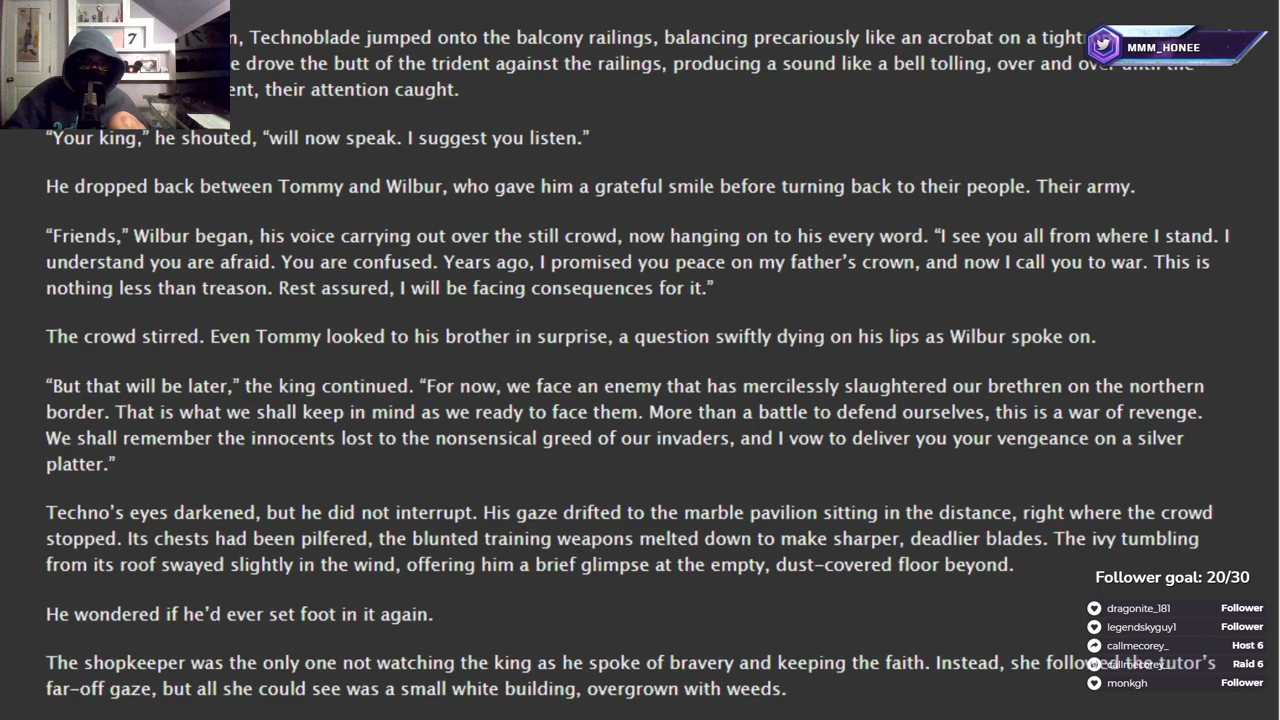 7
n, Technoblade jumped onto the balcony railings, balancing precariously like an acrobat on a
MMM_HONEE
e drove the butt of the trident against the railings, producing a sound like a bell tolling, over and over until the
ent, their attention caught.
“Your king,” he shouted, “will now speak. I suggest you listen.”
He dropped back between Tommy and Wilbur, who gave him a grateful smile before turning back to their people. Their army.
“Friends,” Wilbur began, his voice carrying out over the still crowd, now hanging on to his every word. “I see you all from where I stand. I
understand you are afraid. You are confused. Years ago, I promised you peace on my father’s crown, and now I call you to war. This is
nothing less than treason. Rest assured, I will be facing consequences for it.”
The crowd stirred. Even Tommy looked to his brother in surprise, a question swiftly dying on his lips as Wilbur spoke on.
“But that will be later,” the king continued. “For now, we face an enemy that has mercilessly slaughtered our brethren on the northern
border. That is what we shall keep in mind as we ready to face them. More than a battle to defend ourselves, this is a war of revenge.
We shall remember the innocents lost to the nonsensical greed of our invaders, and I vow to deliver you your vengeance on a silver
platter.”
Techno’s eyes darkened, but he did not interrupt. His gaze drifted to the marble pavilion sitting in the distance, right where the crowd
stopped. Its chests had been pilfered, the blunted training weapons melted down to make sharper, deadlier blades. The ivy tumbling
from its roof swayed slightly in the wind, offering him a brief glimpse at the empty, dust-covered floor beyond.
He wondered if he’d ever set foot in it again.
The shopkeeper was the only one not watching the king as he spoke of bravery and keeping the faith. Instead, she followed the tutor’s
far-off gaze, but all she could see was a small white building, overgrown with weeds.
Follower goal: 20/30
dragonite_181 Follower
legendskyguy1 Follower
callmecorey_ Host 6
callmecorey_ Raid 6
monkgh Follower